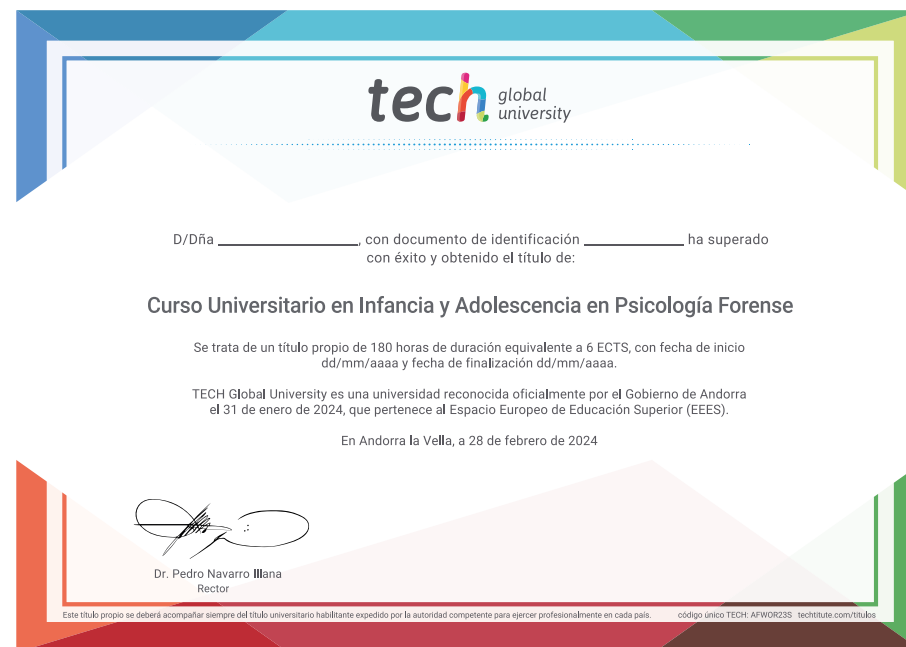 tech global university
D/Dña ______________, con documento de identificación __________ ha superado
con éxito y obtenido el título de:
Curso Universitario en Infancia y Adolescencia en Psicología Forense
Se trata de un título propio de 180 horas de duración equivalente a 6 ECTS, con fecha de inicio
dd/mm/aaaa y fecha de finalización dd/mm/aaaa.
TECH Global University es una universidad reconocida oficialmente por el Gobierno de Andorra
el 31 de enero de 2024, que pertenece al Espacio Europeo de Educación Superior (EEES).
En Andorra la Vella, a 28 de febrero de 2024
Dr. Pedro Navarro Illana
Rector
Este título propio se deberá acompañar siempre del título universitario habilitante expedido por la autoridad competente para ejercer profesionalmente en cada país. código único TECH: AFWOR23S techtitute.com/titulos